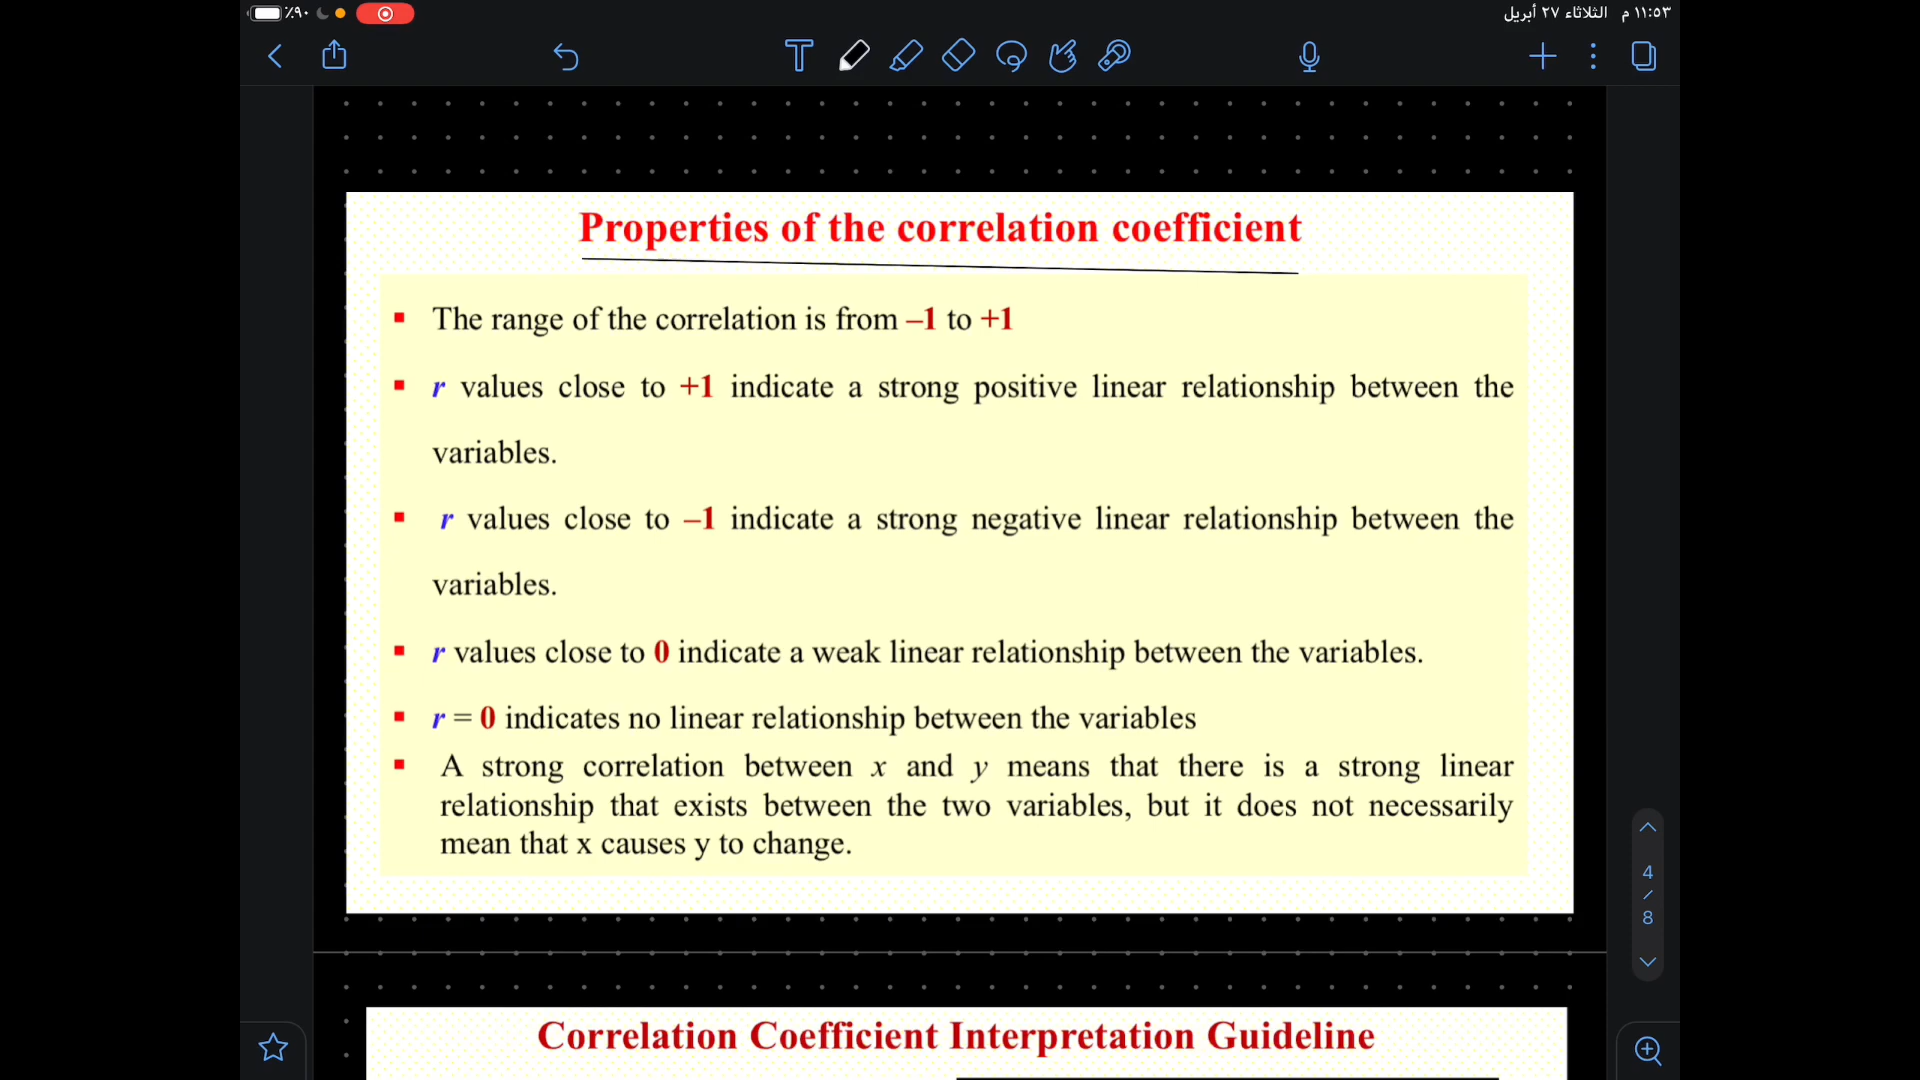 ٪٩٠
١١:٥٣ م الثلاثاء ٢٧ أبريل
Properties of the correlation coefficient
▪ The range of the correlation is from –1 to +1
▪ r values close to +1 indicate a strong positive linear relationship between the
variables.
▪ r values close to –1 indicate a strong negative linear relationship between the
variables.
▪ r values close to 0 indicate a weak linear relationship between the variables.
▪ r = 0 indicates no linear relationship between the variables
▪ A strong correlation between x and y means that there is a strong linear
relationship that exists between the two variables, but it does not necessarily
mean that x causes y to change.
4
/
8
Correlation Coefficient Interpretation Guideline